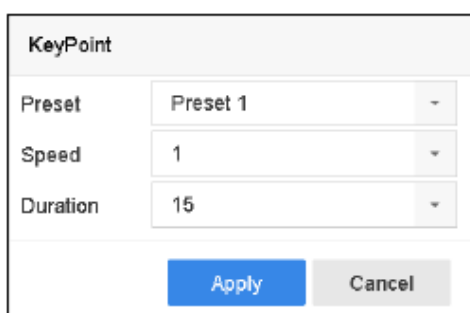 KeyPoint
Preset Preset 1
Speed 1
Duration 15
Apply Cancel